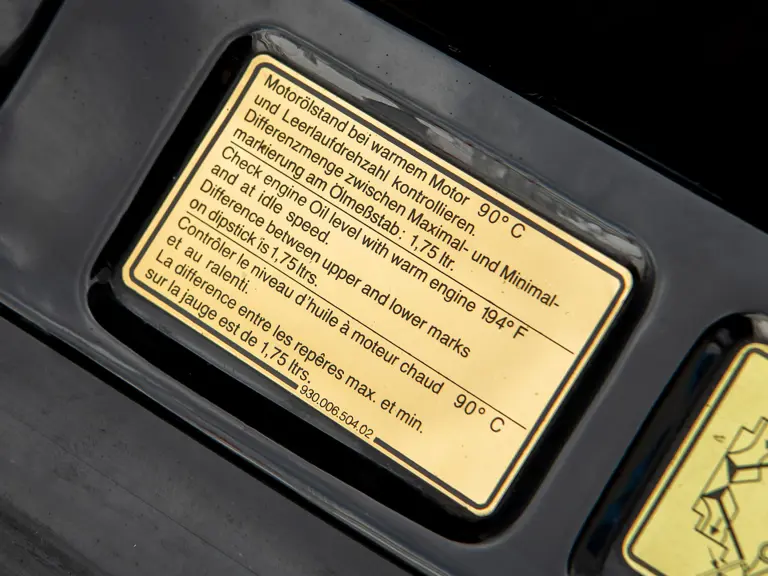 Motorölstand bei warmem Motor 90° C
und Leerlaufdrehzahl kontrollieren.
Differenzmenge zwischen Maximal- und Minimal-
markierung am Ölmeßstab: 1,75 ltr.
Check engine Oil level with warm engine 194° F
and at idle speed.
Difference between upper and lower marks
on dipstick is 1,75 ltrs.
Contrôler le niveau d'huile à moteur chaud 90° C
et au ralenti.
La différence entre les repères max. et min.
sur la jauge est de 1,75 ltrs.
930.006.504.02